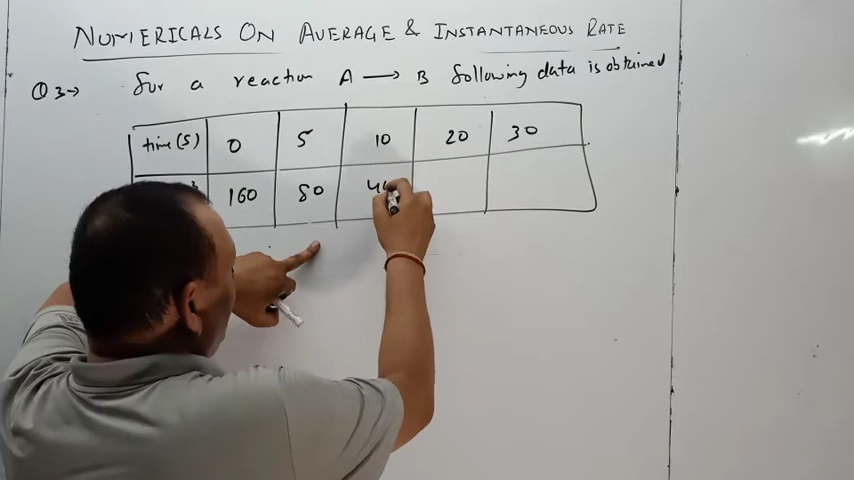 NUMERICALS ON AVERAGE & INSTANTANEOUS RATE
Q 3→ for a reaction A → B following data is obtained
time (s) 0 5 10 20 30
160 80